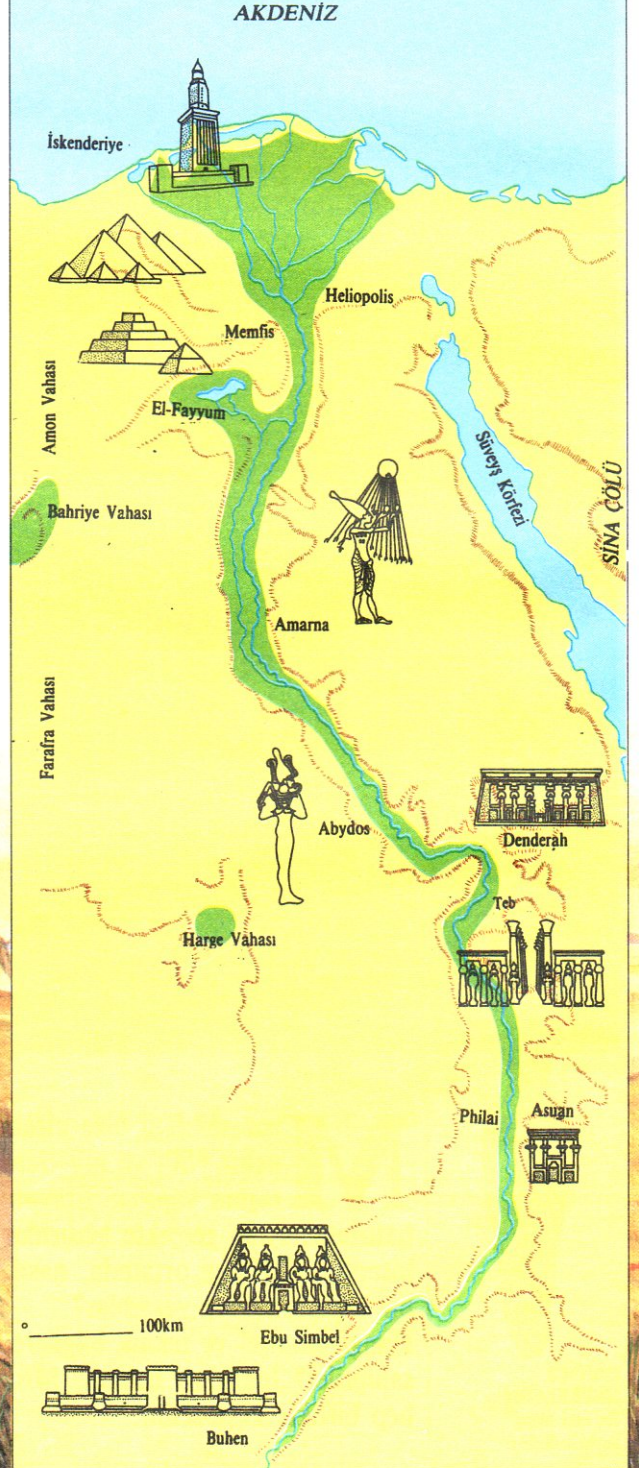 AKDENİZ
İskenderiye
Heliopolis
Memfis
Amon Vahası
El-Fayyum
Süveyş Körfezi
SİNA ÇÖLÜ
Bahriye Vahası
Amarna
Farafra Vahası
Abydos
Denderah
Teb
Harge Vahası
Philai
Asuan
Ebu Simbel
0 100km
Buhen